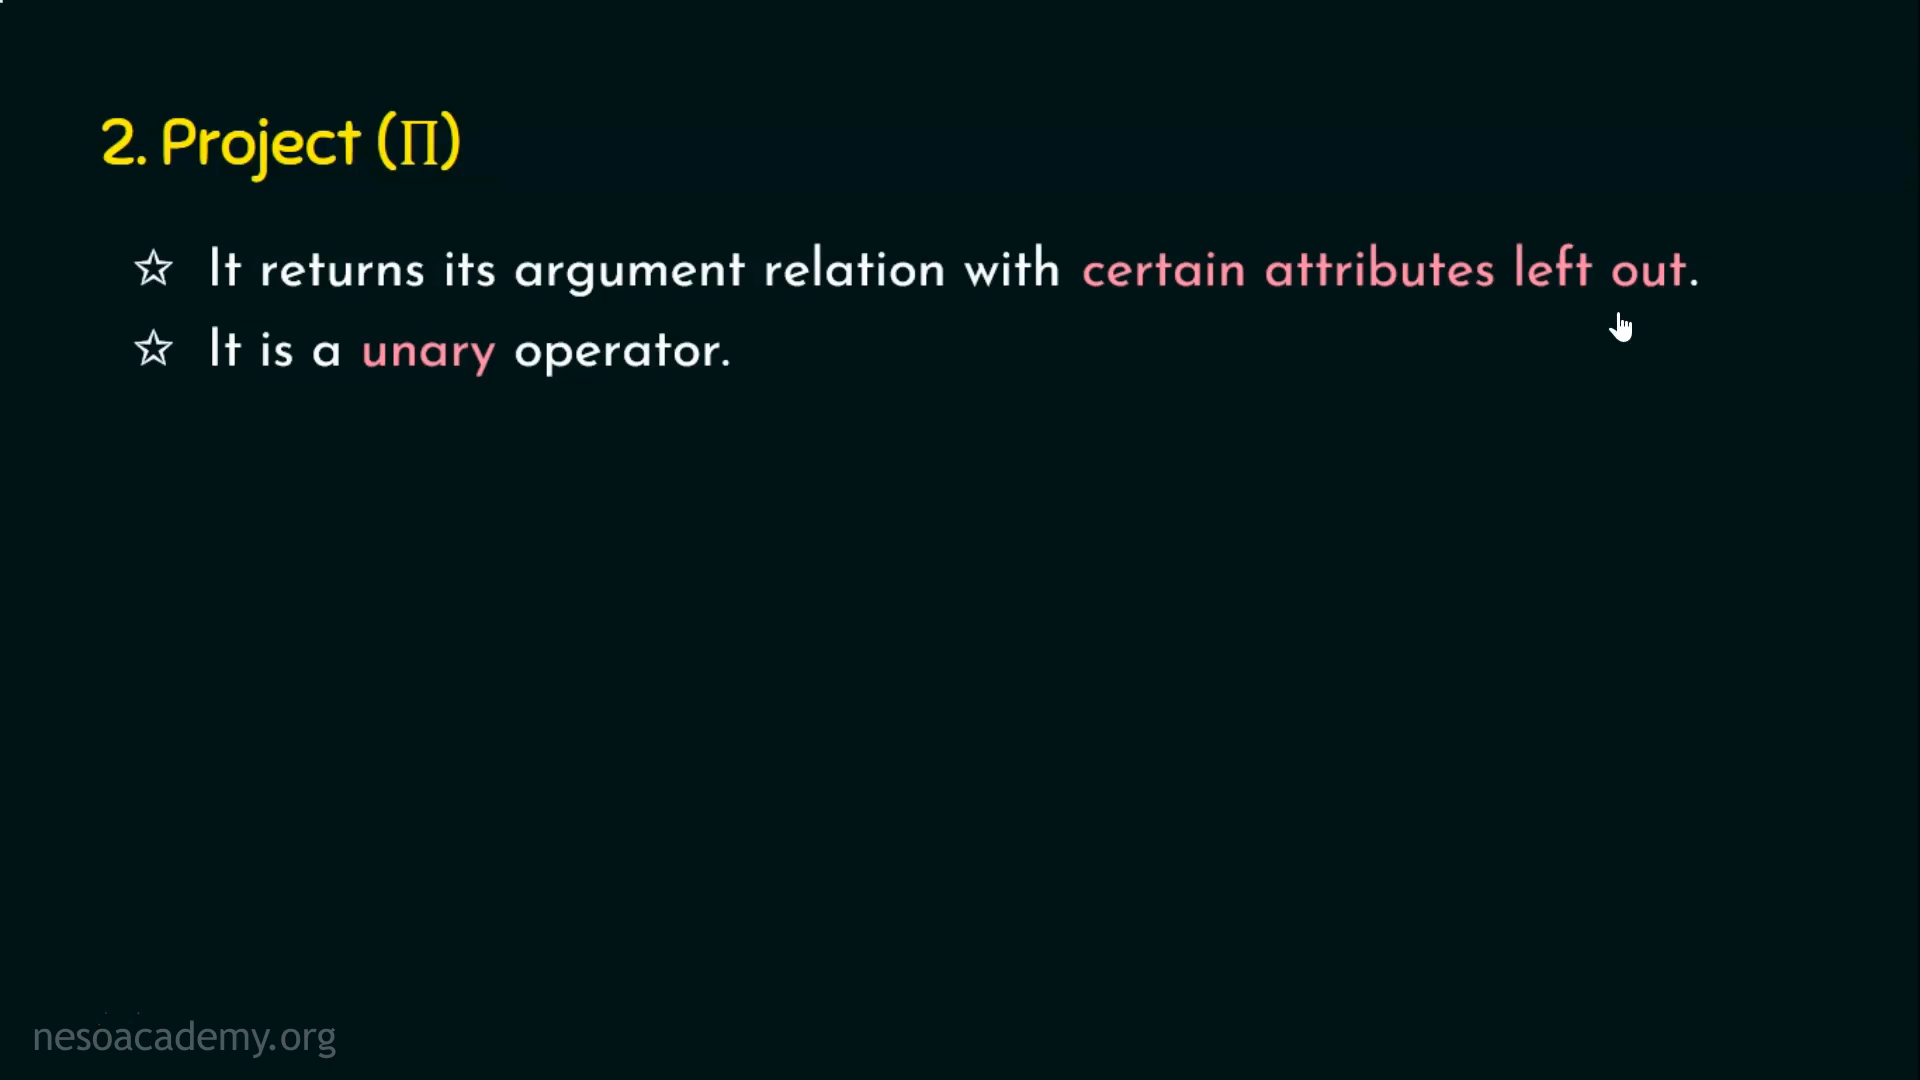 2. Project (Π)
☆ It returns its argument relation with certain attributes left out.
☆ It is a unary operator.
nesoacademy.org